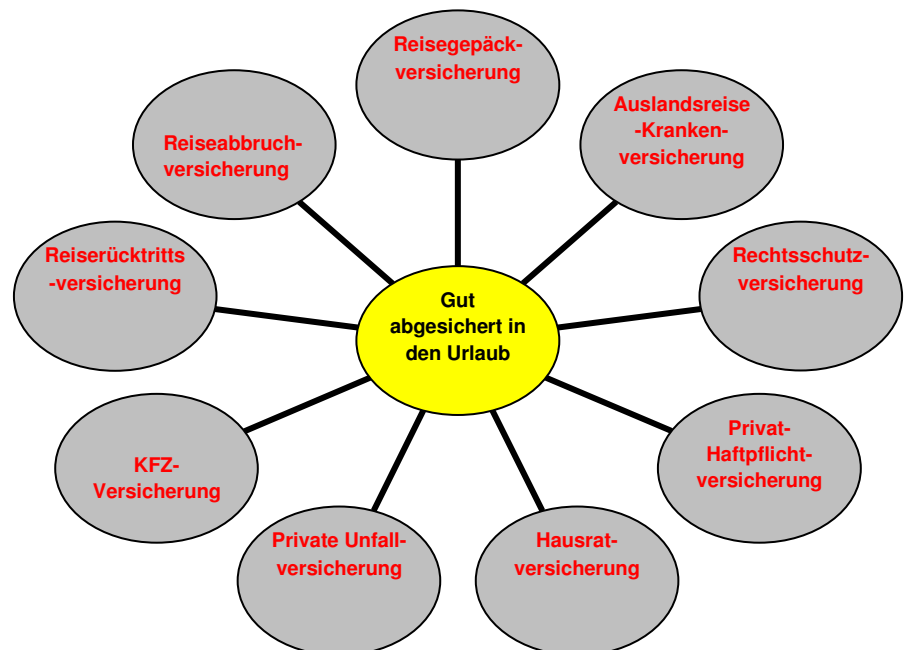 Reisegepäck-
versicherung
Auslandsreise
-Kranken-
versicherung
Reiseabbruch-
versicherung
Reiserücktritts
-versicherung
Rechtsschutz-
versicherung
Gut
abgesichert in
den Urlaub
KFZ-
Versicherung
Privat-
Haftpflicht-
versicherung
Private Unfall-
versicherung
Hausrat-
versicherung